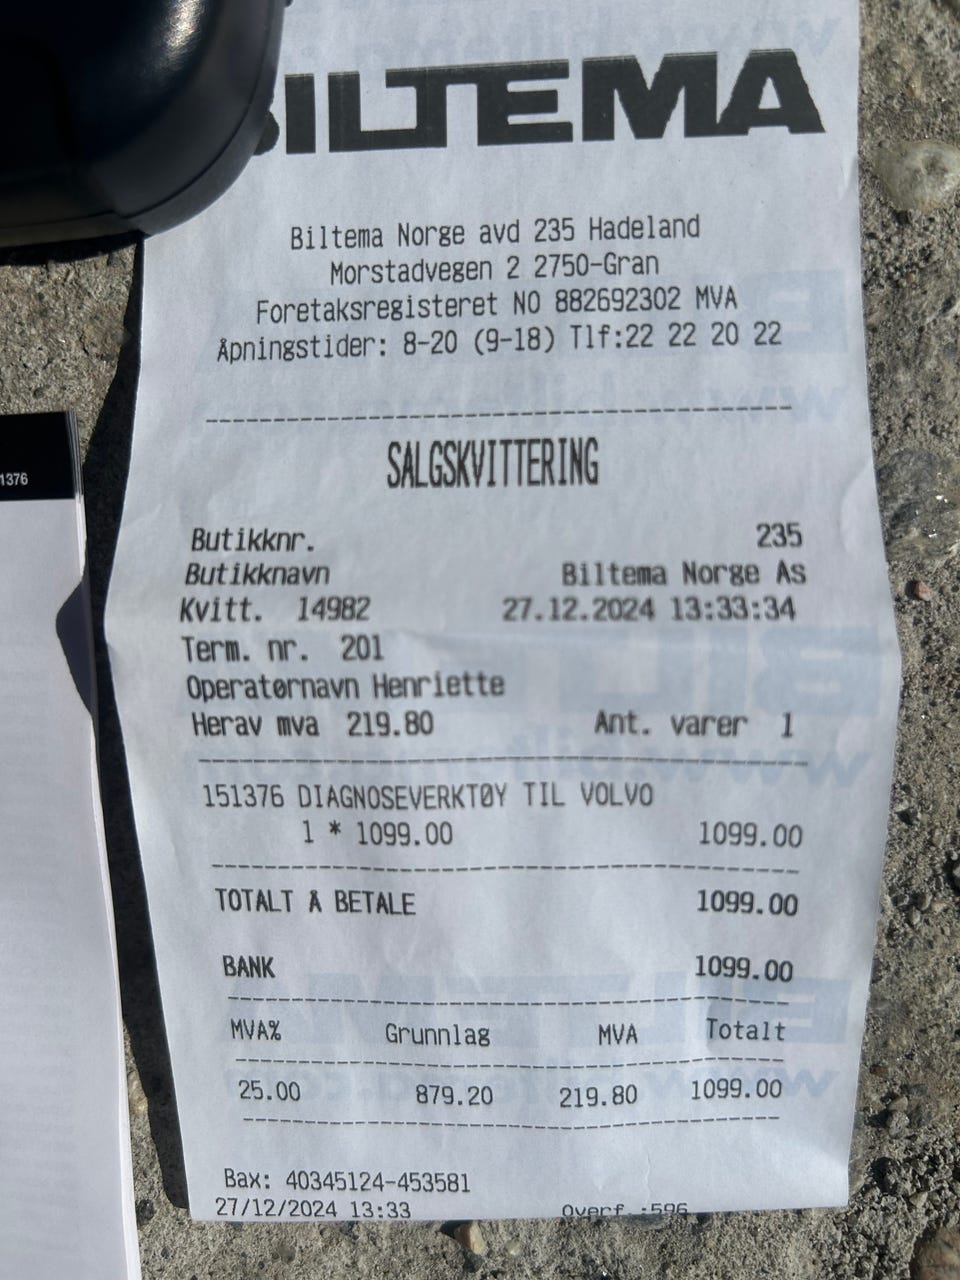 BILTEMA
Biltema Norge avd 235 Hadeland
Morstadvegen 2 2750-Gran
Foretaksregisteret NO 882692302 MVA
Åpningstider: 8-20 (9-18) Tlf:22 22 20 22
SALGSKVITTERING
Butikknr. 235
Butikknavn Biltema Norge As
Kvitt. 14982 27.12.2024 13:33:34
Term. nr. 201
Operatørnavn Henriette
Herav mva 219.80 Ant. varer 1
151376 DIAGNOSEVERKTØY TIL VOLVO
1 * 1099.00 1099.00
TOTALT Å BETALE 1099.00
BANK 1099.00
MVA% Grunnlag MVA Totalt
25.00 879.20 219.80 1099.00
Bax: 40345124-453581
27/12/2024 13:33 Overf.:596
1376